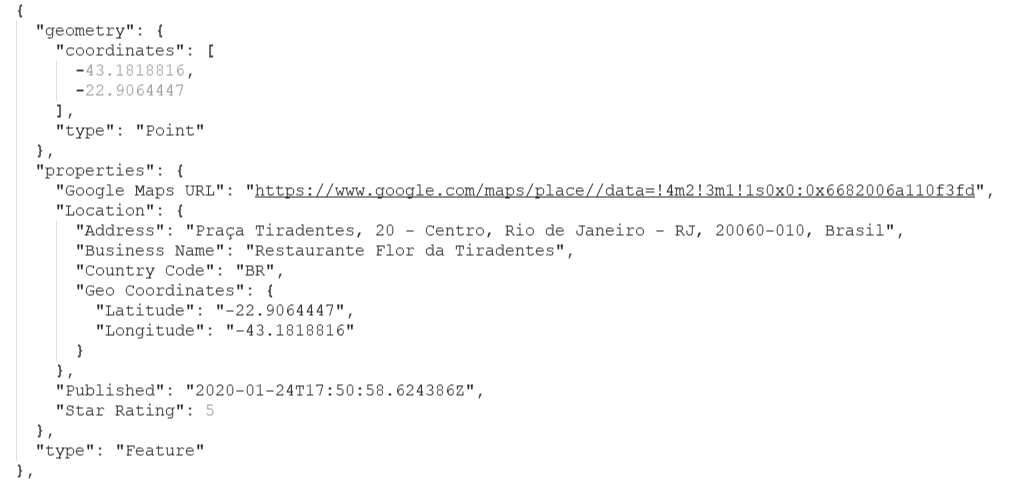 {
"geometry": {
"coordinates": [
-43.1818816,
-22.9064447
],
"type": "Point"
},
"properties": {
"Google Maps URL": "https://www.google.com/maps/place//data=!4m2!3m1!1s0x0:0x6682006a110f3fd",
"Location": {
"Address": "Praça Tiradentes, 20 - Centro, Rio de Janeiro - RJ, 20060-010, Brasil",
"Business Name": "Restaurante Flor da Tiradentes",
"Country Code": "BR",
"Geo Coordinates": {
"Latitude": "-22.9064447",
"Longitude": "-43.1818816"
}
},
"Published": "2020-01-24T17:50:58.624386Z",
"Star Rating": 5
},
"type": "Feature"
},